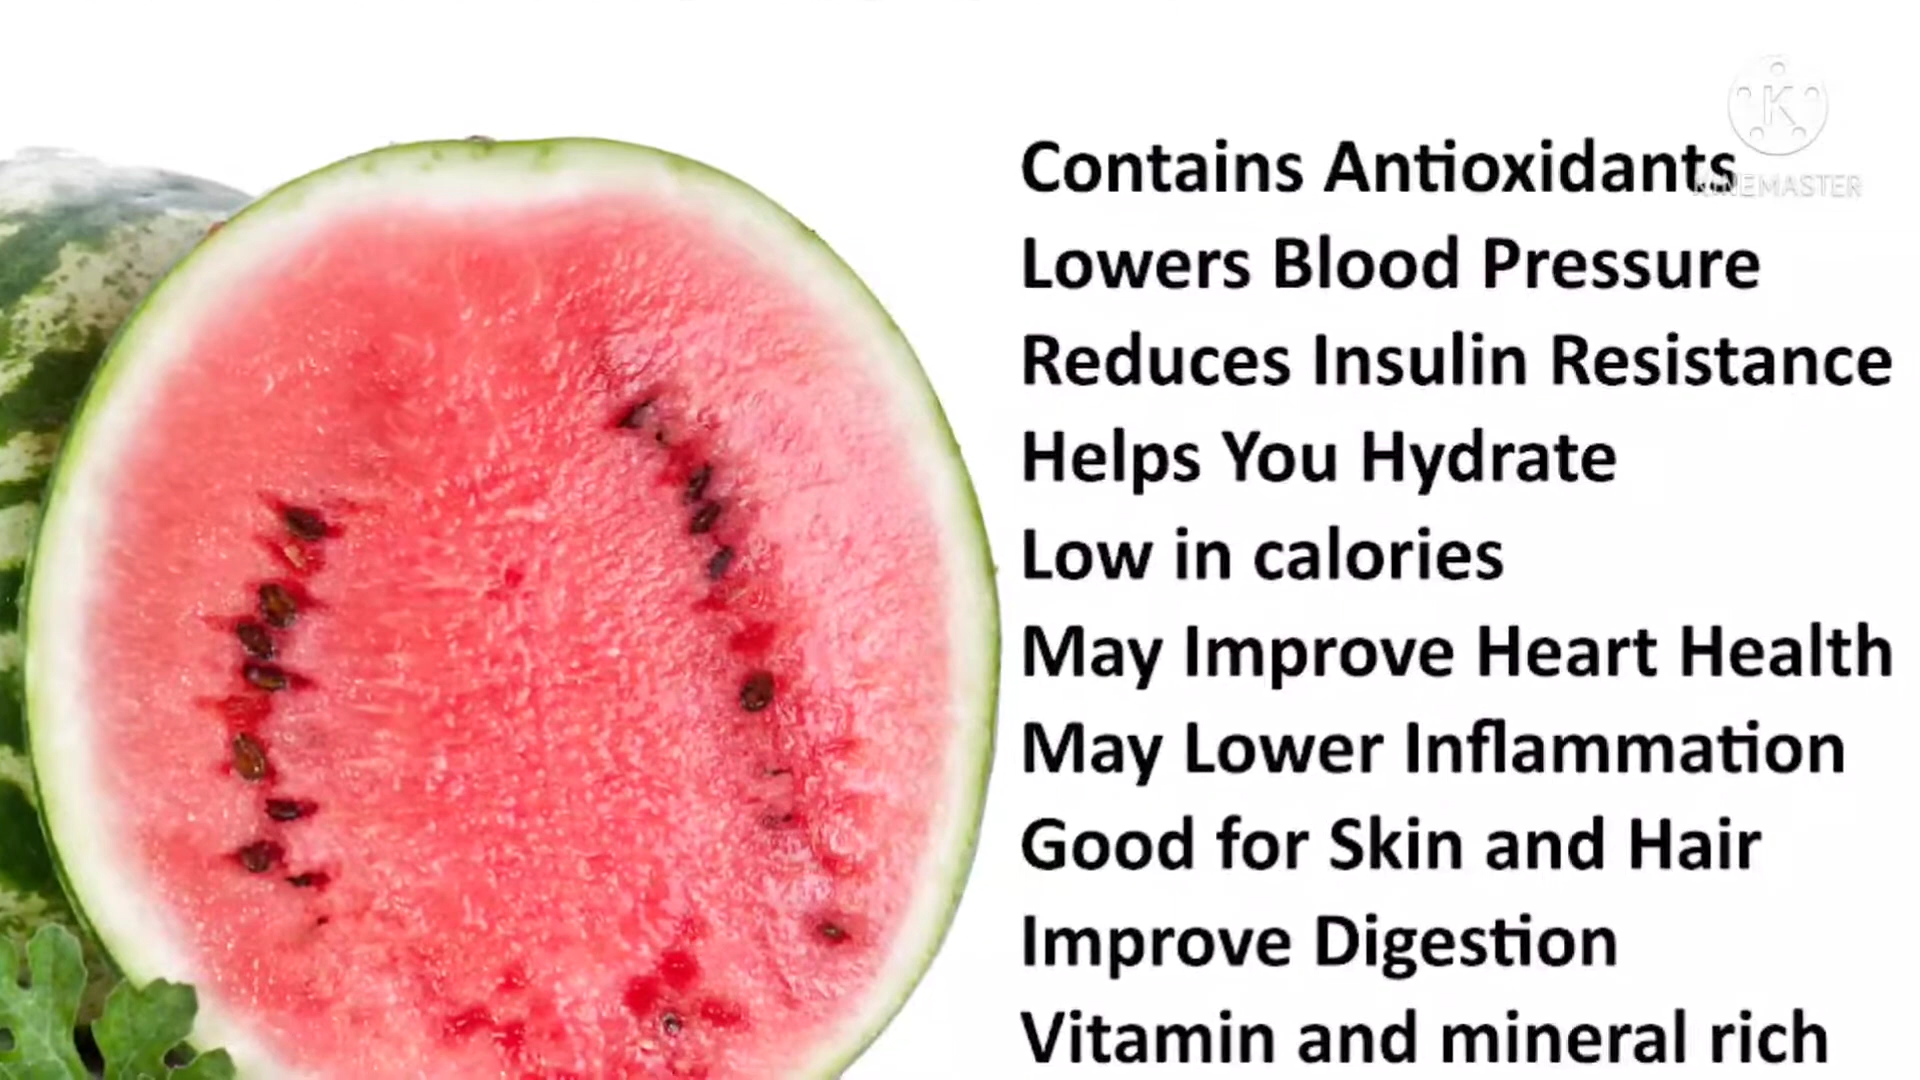 Contains Antioxidants
KINEMASTER
Lowers Blood Pressure
Reduces Insulin Resistance
Helps You Hydrate
Low in calories
May Improve Heart Health
May Lower Inflammation
Good for Skin and Hair
Improve Digestion
Vitamin and mineral rich